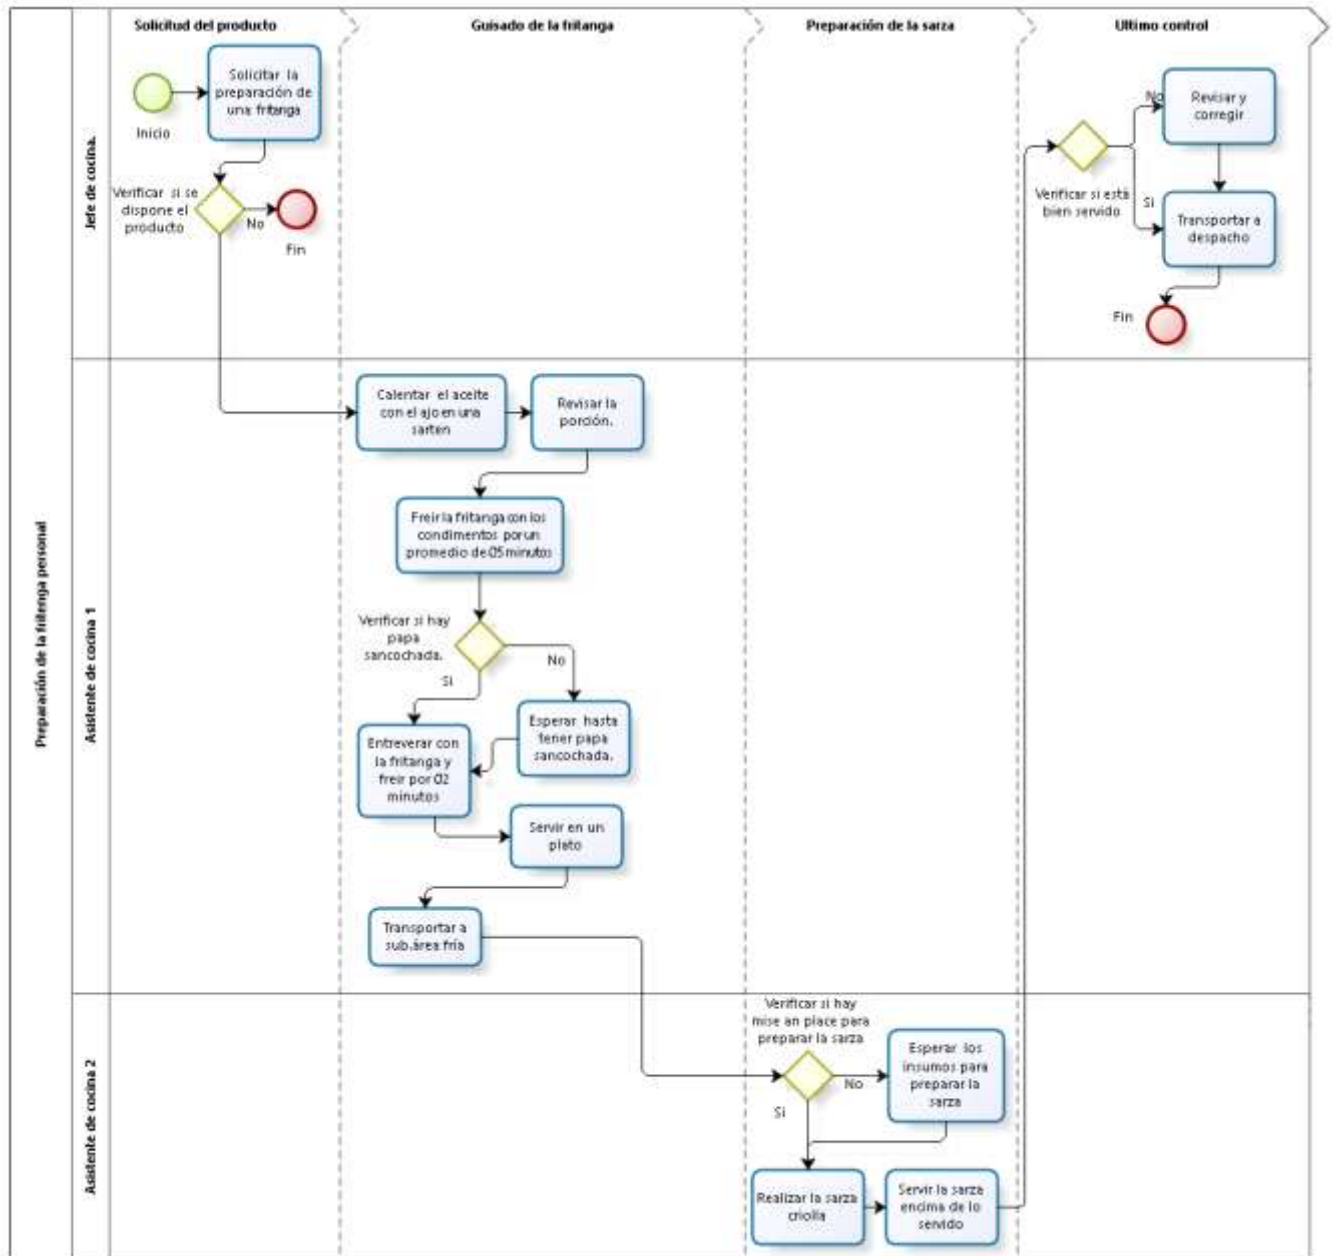 Solicitud del producto
Guisado de la fritanga
Preparación de la sarza
Ultimo control
Preparación de la fritenga personal
Jefe de cocina.
Inicio
Solicitar la
preparación de
una fritanga
Verificar si se
dispone el
producto
No
Fin
No
Revisar y
corregir
Verificar si está
bien servido
Si
Transportar a
despacho
Fin
Asistente de cocina 1
Calentar el aceite
con el ajo en una
sarten
Revisar la
porción.
Freir la fritanga con los
condimentos por un
promedio de 05 minutos
Verificar si hay
papa
sancochada.
No
Si
Esperar hasta
tener papa
sancochada.
Entreverar con
la fritanga y
freir por 02
minutos
Servir en un
plato
Transportar a
sub.área fría
Asistente de cocina 2
Verificar si hay
mise an place para
preparar la sarza
No
Si
Esperar los
insumos para
preparar la
sarza
Realizar la sarza
criolla
Servir la sarza
encima de lo
servido